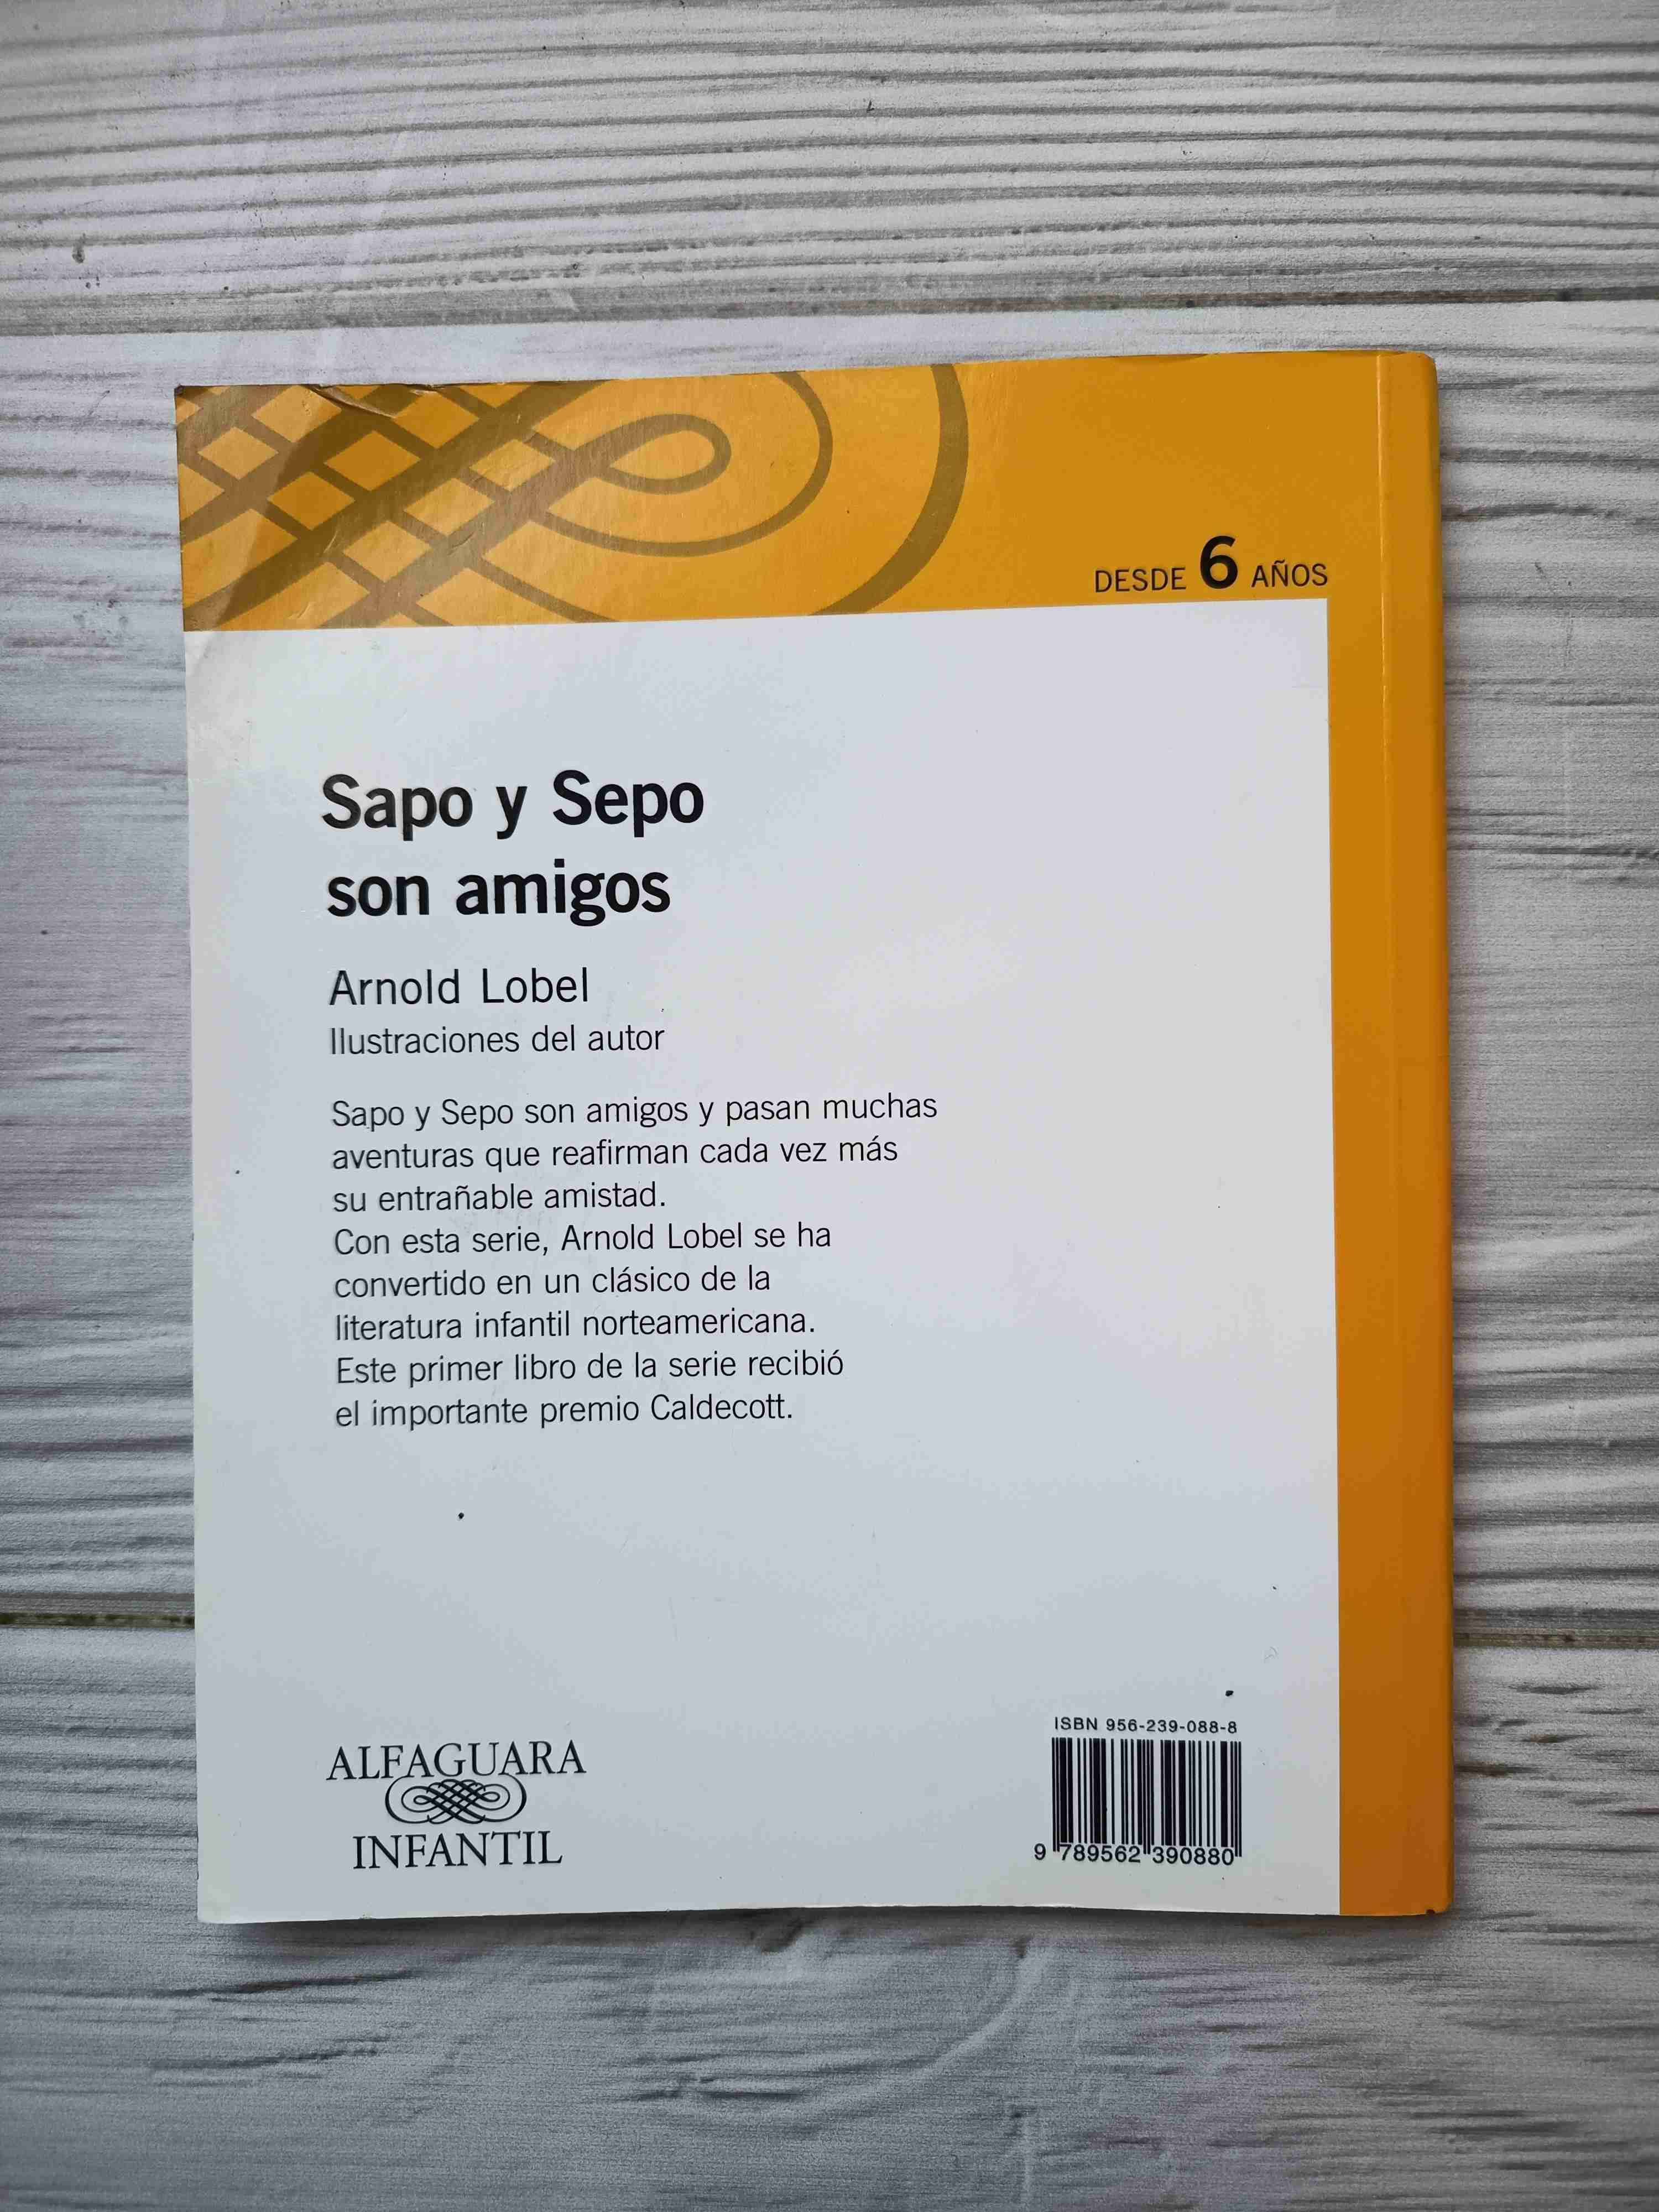 DESDE 6 AÑOS
Sapo y Sepo
son amigos
Arnold Lobel
Ilustraciones del autor
Sapo y Sepo son amigos y pasan muchas
aventuras que reafirman cada vez más
su entrañable amistad.
Con esta serie, Arnold Lobel se ha
convertido en un clásico de la
literatura infantil norteamericana.
Este primer libro de la serie recibió
el importante premio Caldecott.
ALFAGUARA
INFANTIL
ISBN 956-239-088-8
9 789562 390880